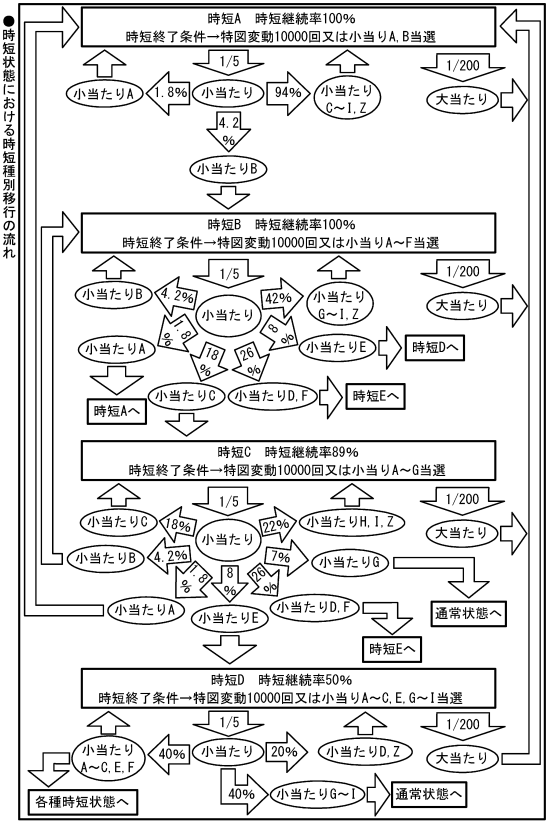 ●時短状態における時短種別移行の流れ
時短A　時短継続率100%
時短終了条件→特図変動10000回又は小当りA,B当選
1/5
1/200
小当たりA
1.8%
小当たり
94%
小当たり
C〜I,Z
大当たり
4.2
%
小当たりB
時短B　時短継続率100%
時短終了条件→特図変動10000回又は小当りA〜F当選
1/5
1/200
小当たりB
4.2%
小当たり
42%
小当たり
G〜I,Z
大当たり
小当たりA
1.8
%
18
%
26
%
8
%
小当たりE
時短Dへ
時短Aへ
小当たりC
小当たりD,F
時短Eへ
時短C　時短継続率89%
時短終了条件→特図変動10000回又は小当りA〜G当選
1/5
1/200
小当たりC
18%
小当たり
22%
小当たりH,I,Z
大当たり
小当たりB
4.2%
7%
小当たりG
1.8
%
8
%
26
%
小当たりA
小当たりE
小当たりD,F
通常状態へ
時短Eへ
時短D　時短継続率50%
時短終了条件→特図変動10000回又は小当りA〜C,E,G〜I当選
1/5
1/200
小当たり
A〜C,E,F
40%
小当たり
20%
小当たりD,Z
大当たり
各種時短状態へ
40%
小当たりG〜I
通常状態へ